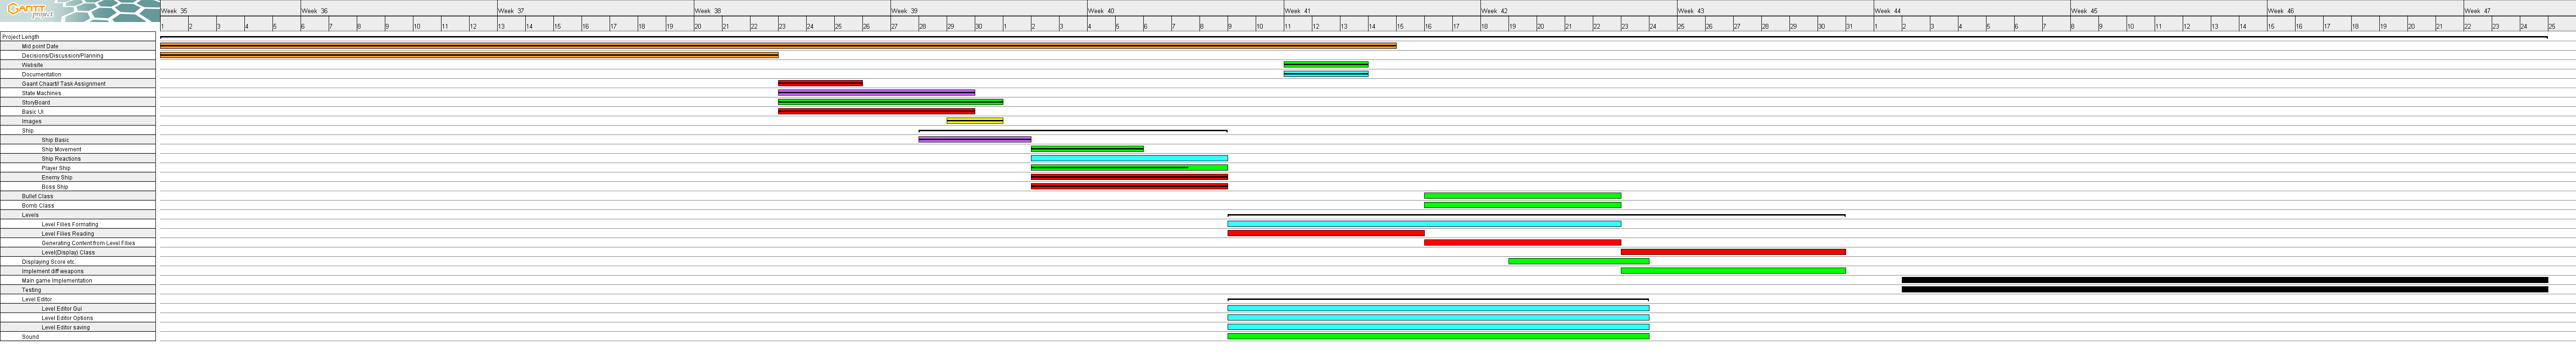 GANTT project
Week 35 Week 36 Week 37 Week 38 Week 39 Week 40 Week 41 Week 42 Week 43 Week 44 Week 45 Week 46 Week 47
1 2 3 4 5 6 7 8 9 10 11 12 13 14 15 16 17 18 19 20 21 22 23 24 25 26 27 28 29 30 1 2 3 4 5 6 7 8 9 10 11 12 13 14 15 16 17 18 19 20 21 22 23 24 25 26 27 28 29 30 31 1 2 3 4 5 6 7 8 9 10 11 12 13 14 15 16 17 18 19 20 21 22 23 24 25
Project Length
Mid point Date
Decisions/Discussion/Planning
Website
Documentation
Gaant Chaart// Task Assignment
State Machines
StoryBoard
Basic UI
Images
Ship
Ship Basic
Ship Movement
Ship Reactions
Player Ship
Enemy Ship
Boss Ship
Bullet Class
Bomb Class
Levels
Level Filies Formating
Level Filies Reading
Generating Content from Level Filies
Level(Display) Class
Displaying Score etc.
Implement diff weapons
Main game Implementation
Testing
Level Editor
Level Editor Gui
Level Editor Options
Level Editor saving
Sound